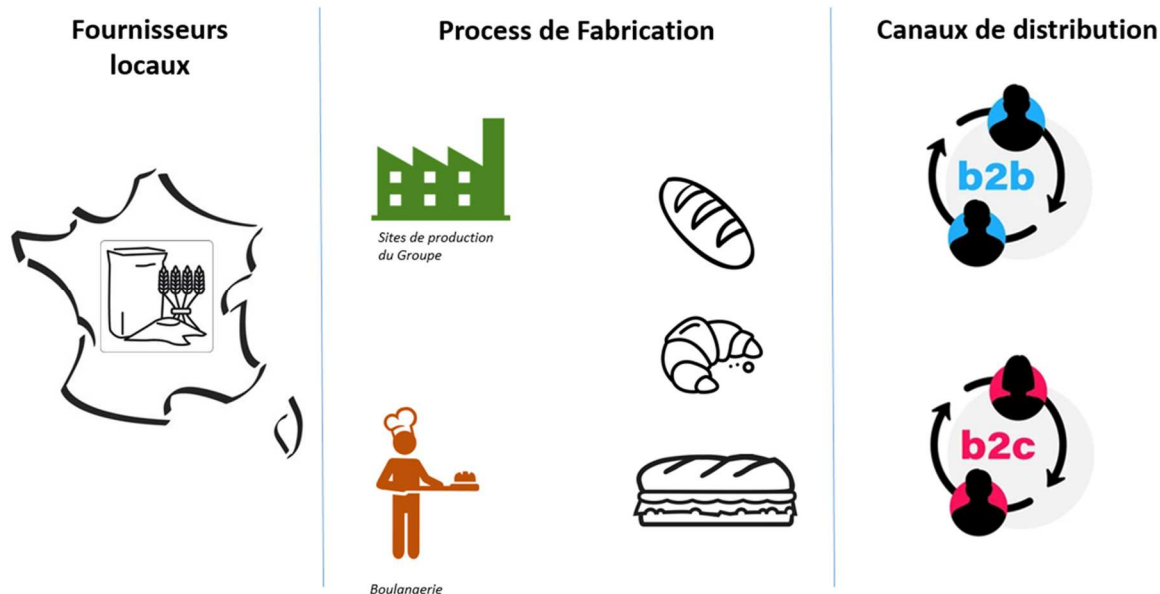 Fournisseurs
locaux
Process de Fabrication
Canaux de distribution
Sites de production
du Groupe
Boulangerie
b2b
b2c